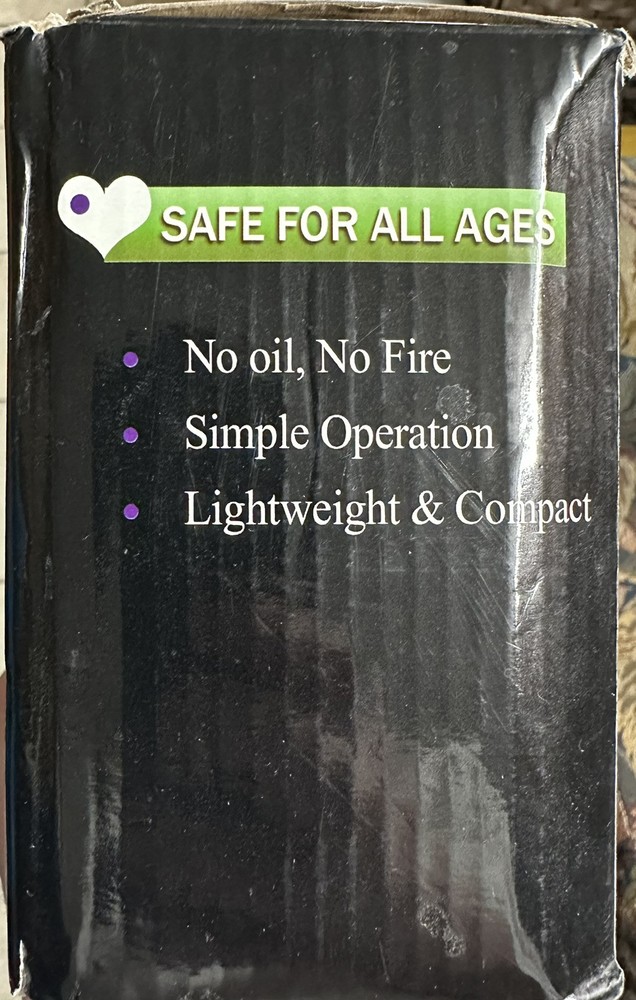 SAFE FOR ALL AGES
No oil, No Fire
Simple Operation
Lightweight & Compact